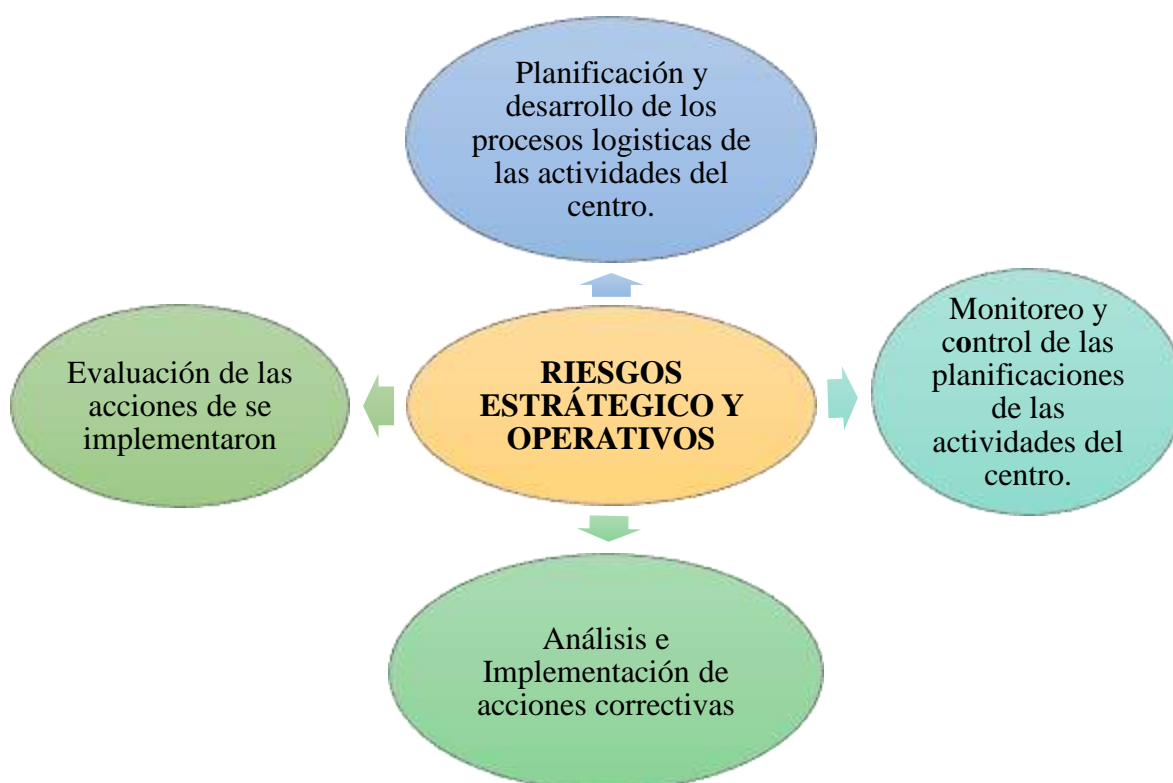 Planificación y
desarrollo de los
procesos logisticas de
las actividades del
centro.
Monitoreo y
control de las
planificaciones
de las
actividades del
centro.
Evaluación de las
acciones de se
implementaron
RIESGOS
ESTRÁTEGICO Y
OPERATIVOS
Análisis e
Implementación de
acciones correctivas